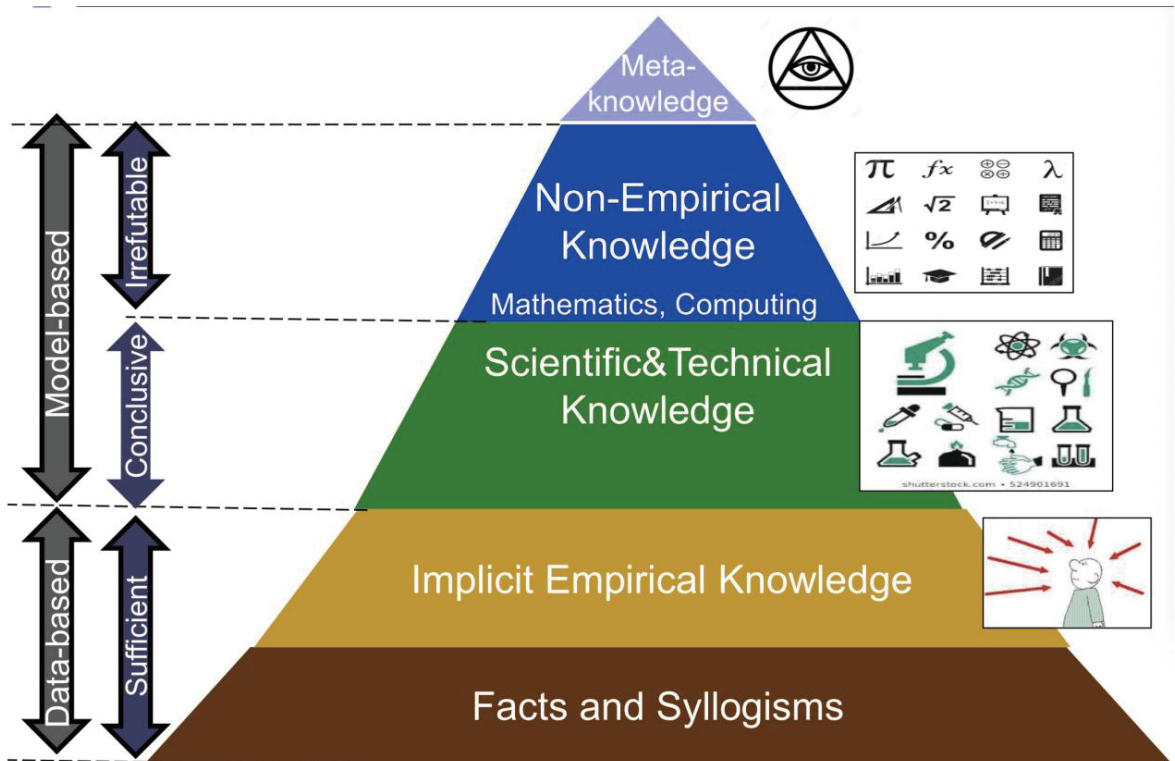 Meta-
knowledge
Non-Empirical
Knowledge
Mathematics, Computing
Scientific&Technical
Knowledge
Implicit Empirical Knowledge
Facts and Syllogisms
Model-based
Data-based
Irrefutable
Conclusive
Sufficient
π fx λ
√2
%
shutterstock.com • 524901691